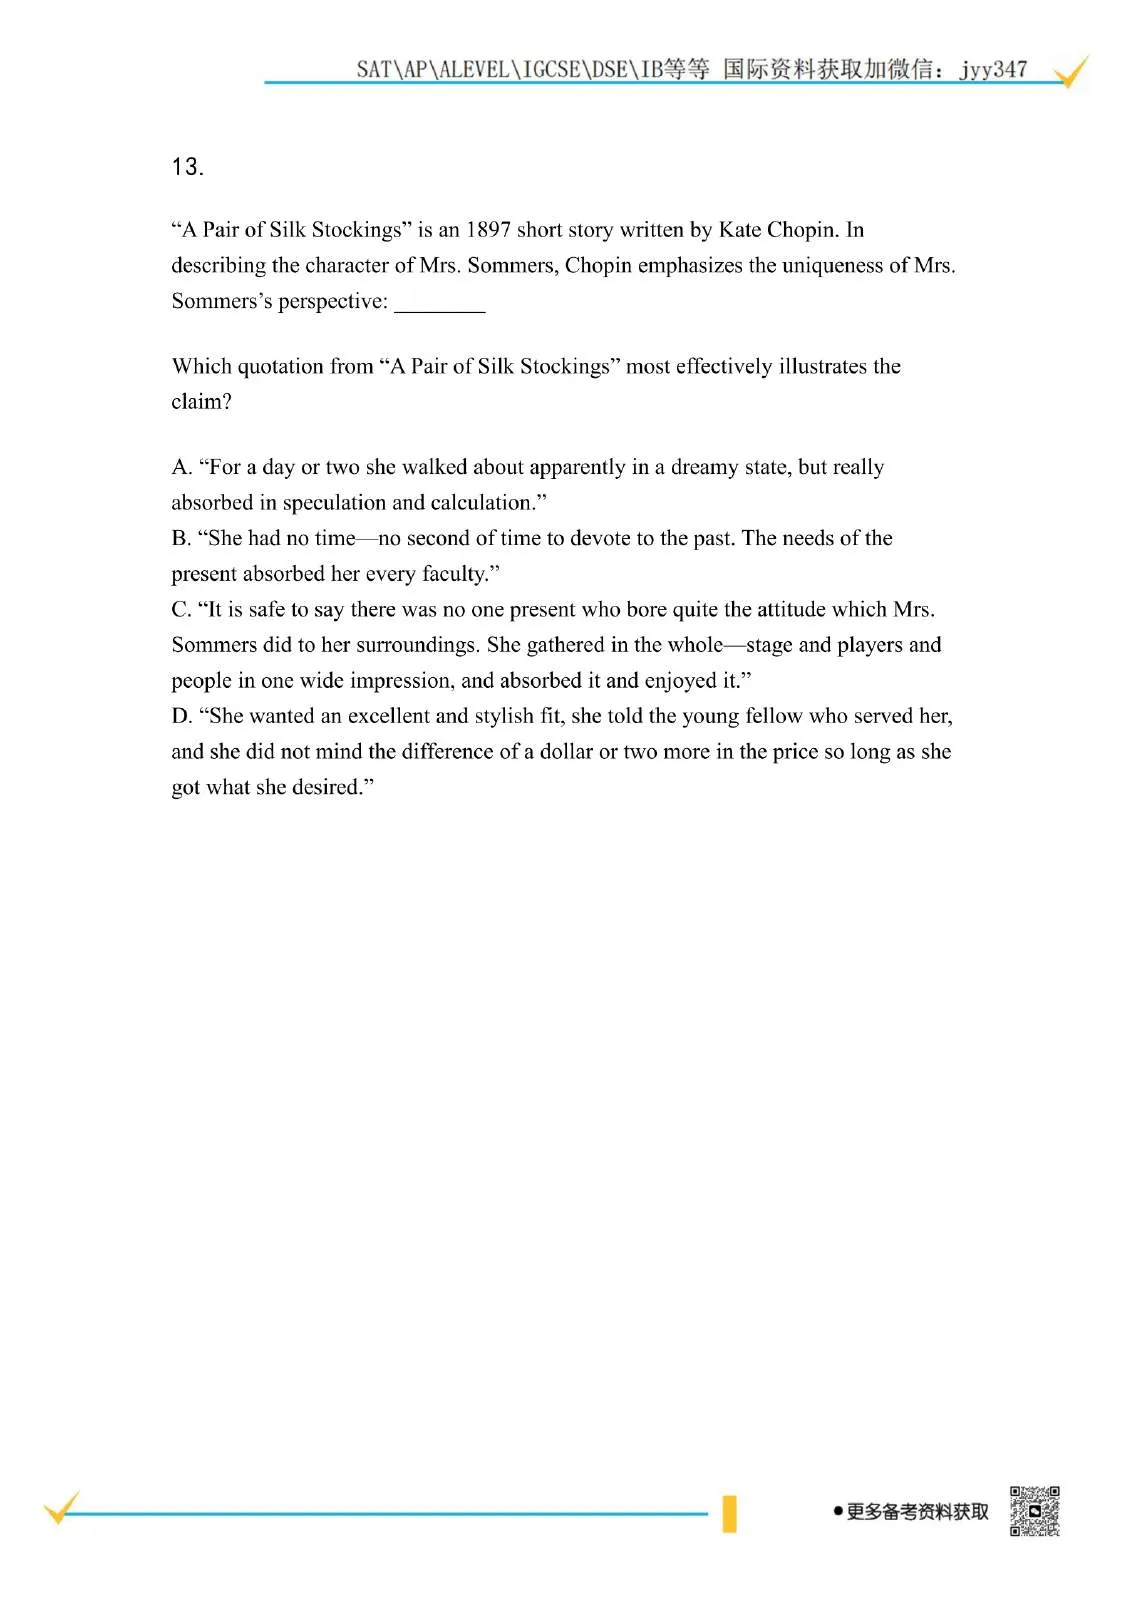 SAT\AP\ALEVEL\IGCSE\DSE\IB等等 国际资料获取加微信：jyy347
13.
“A Pair of Silk Stockings” is an 1897 short story written by Kate Chopin. In
describing the character of Mrs. Sommers, Chopin emphasizes the uniqueness of Mrs.
Sommers’s perspective: ________
Which quotation from “A Pair of Silk Stockings” most effectively illustrates the
claim?
A. “For a day or two she walked about apparently in a dreamy state, but really
absorbed in speculation and calculation.”
B. “She had no time—no second of time to devote to the past. The needs of the
present absorbed her every faculty.”
C. “It is safe to say there was no one present who bore quite the attitude which Mrs.
Sommers did to her surroundings. She gathered in the whole—stage and players and
people in one wide impression, and absorbed it and enjoyed it.”
D. “She wanted an excellent and stylish fit, she told the young fellow who served her,
and she did not mind the difference of a dollar or two more in the price so long as she
got what she desired.”
●更多备考资料获取